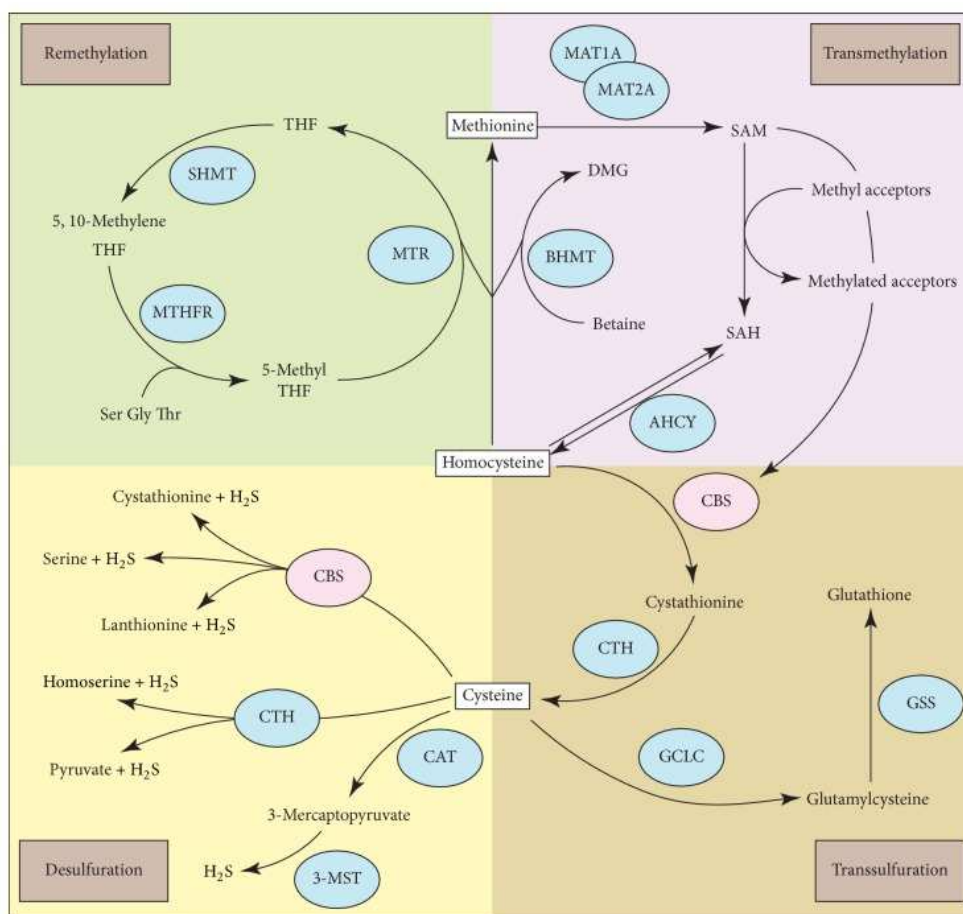 Remethylation
THF
SHMT
5, 10-Methylene
THF
MTHFR
MTR
5-Methyl
THF
Ser Gly Thr
MAT1A
MAT2A
Transmethylation
Methionine
SAM
DMG
Methyl acceptors
BHMT
Methylated acceptors
Betaine
SAH
AHCY
Homocysteine
CBS
Cystathionine + H₂S
Serine + H₂S
CBS
Lanthionine + H₂S
Homoserine + H₂S
CTH
Pyruvate + H₂S
Cysteine
CAT
3-Mercaptopyruvate
H₂S
3-MST
Desulfuration
Cystathionine
Glutathione
CTH
GSS
GCLC
Glutamylcysteine
Transsulfuration